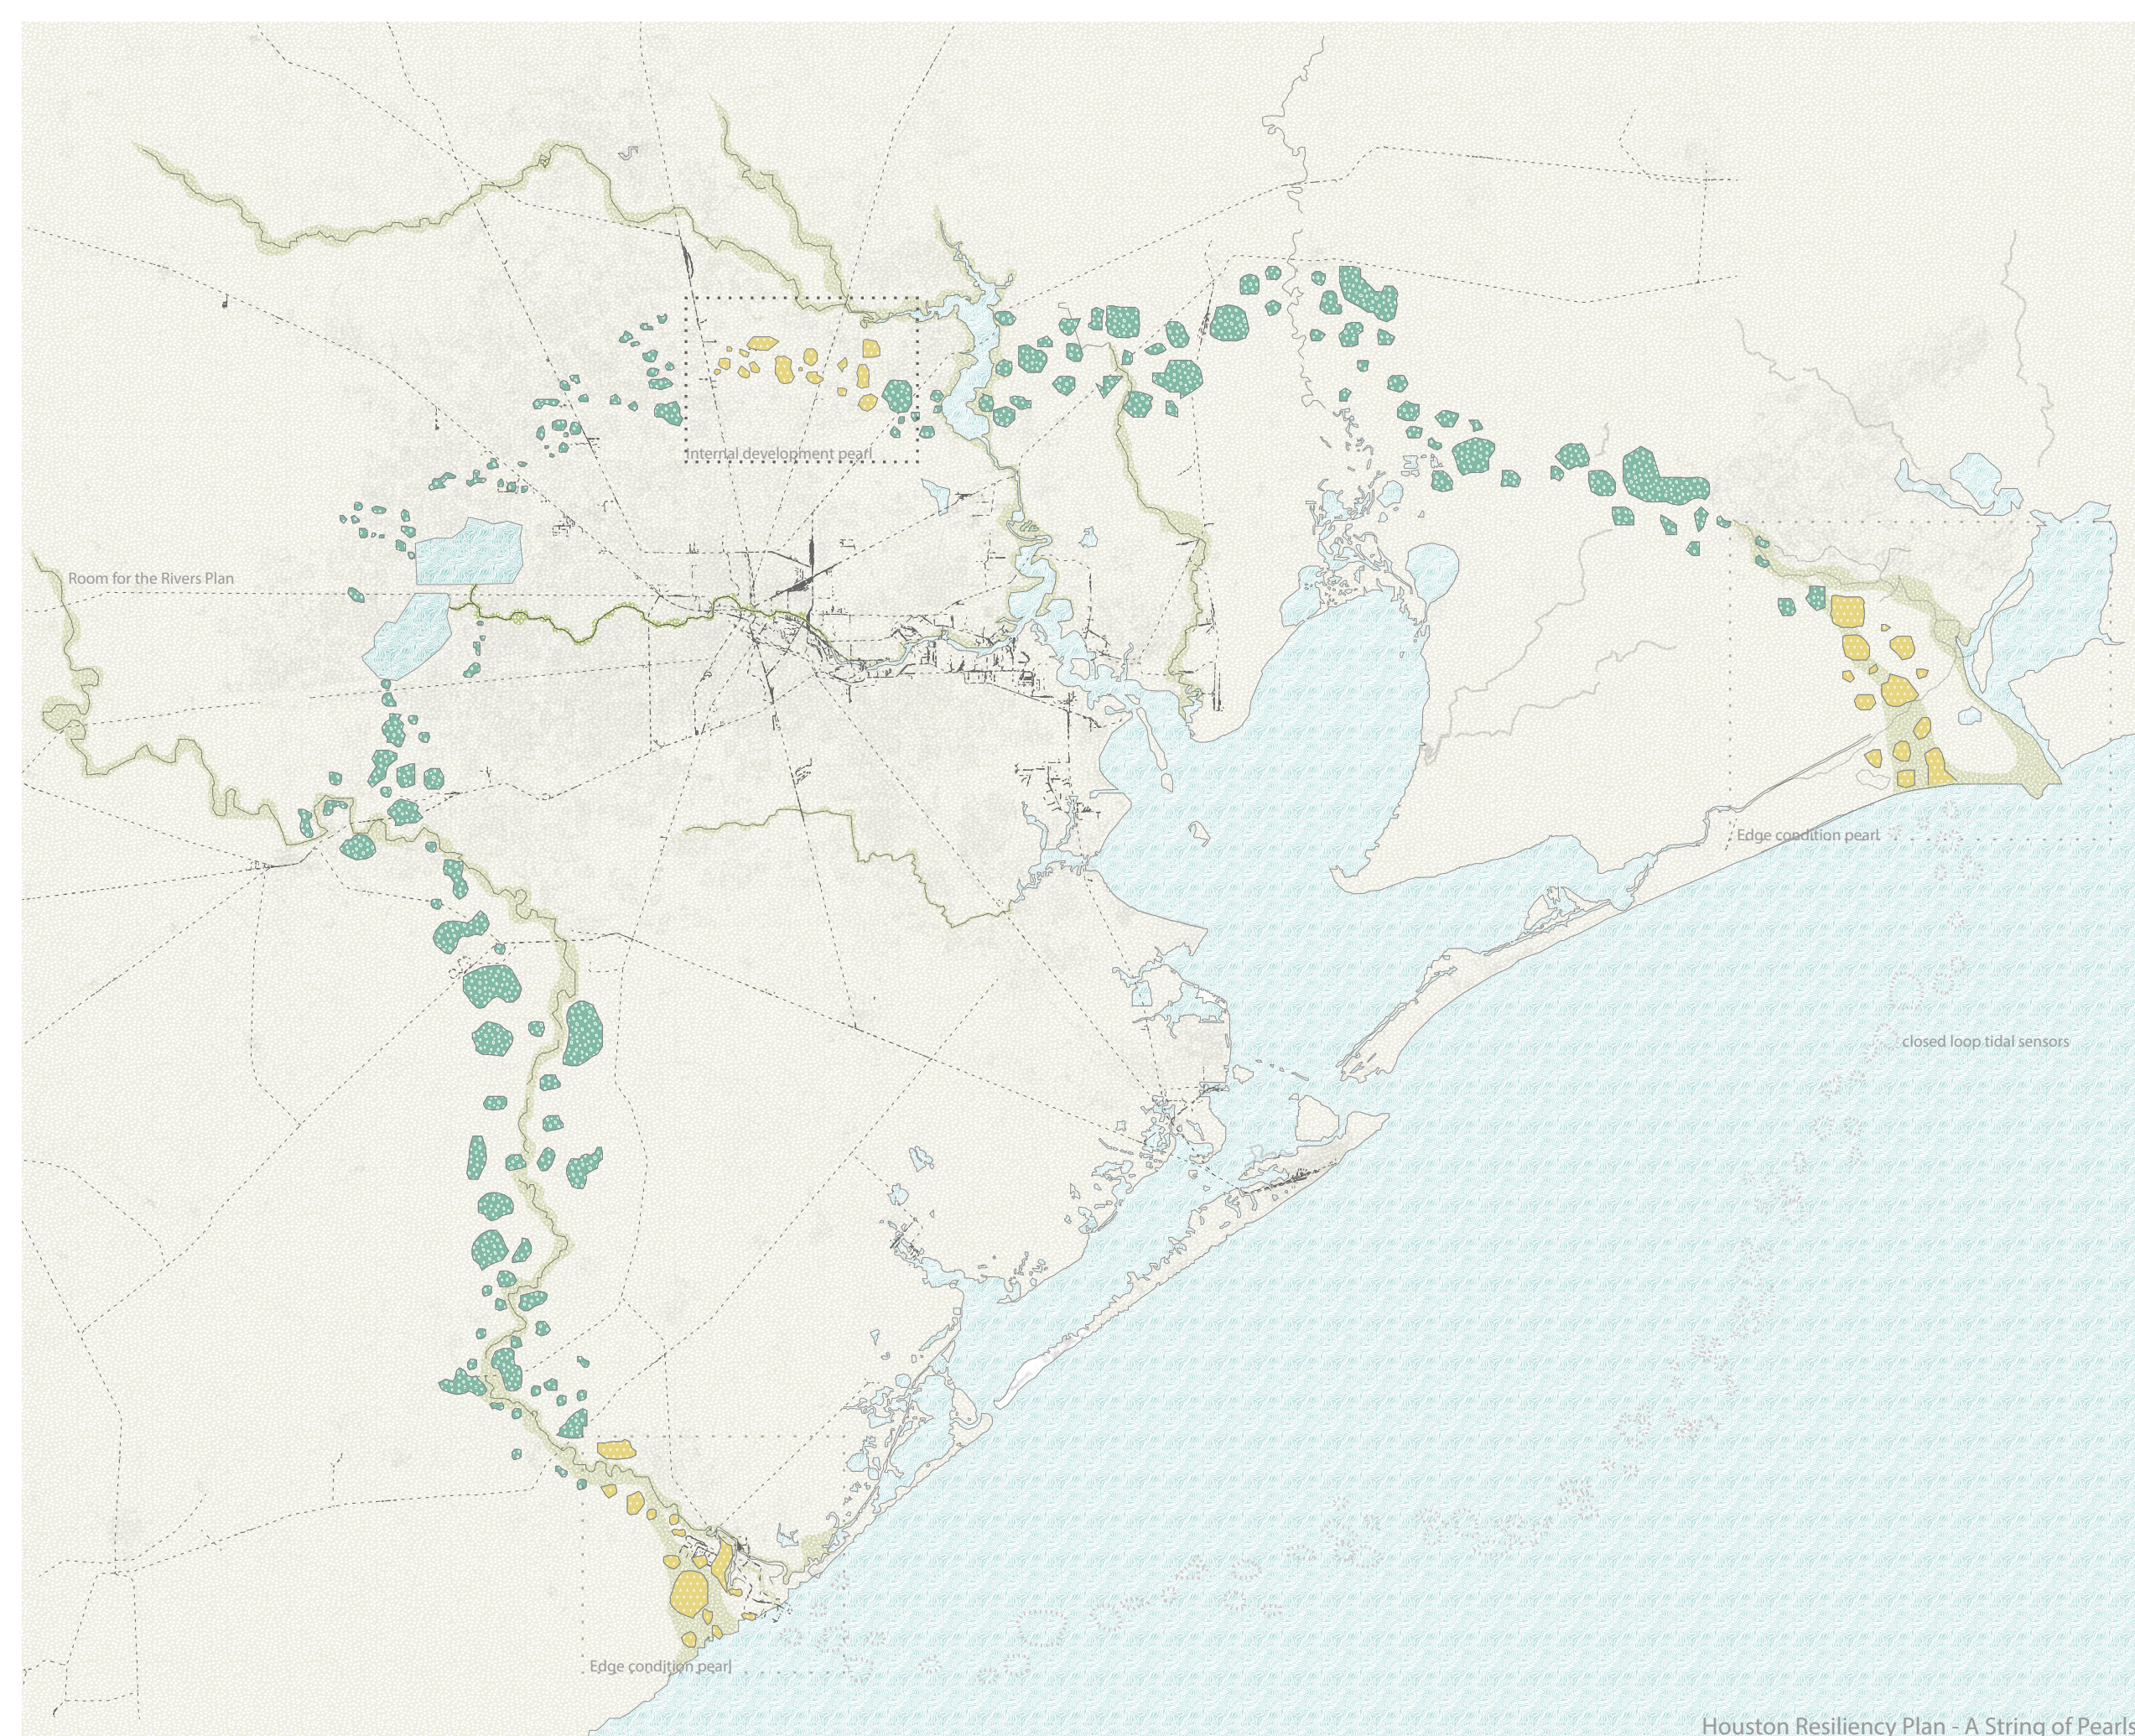 Internal development pearl
Room for the Rivers Plan
Edge condition pearl
closed loop tidal sensors
Edge condition pearl
Houston Resiliency Plan - A String of Pearls